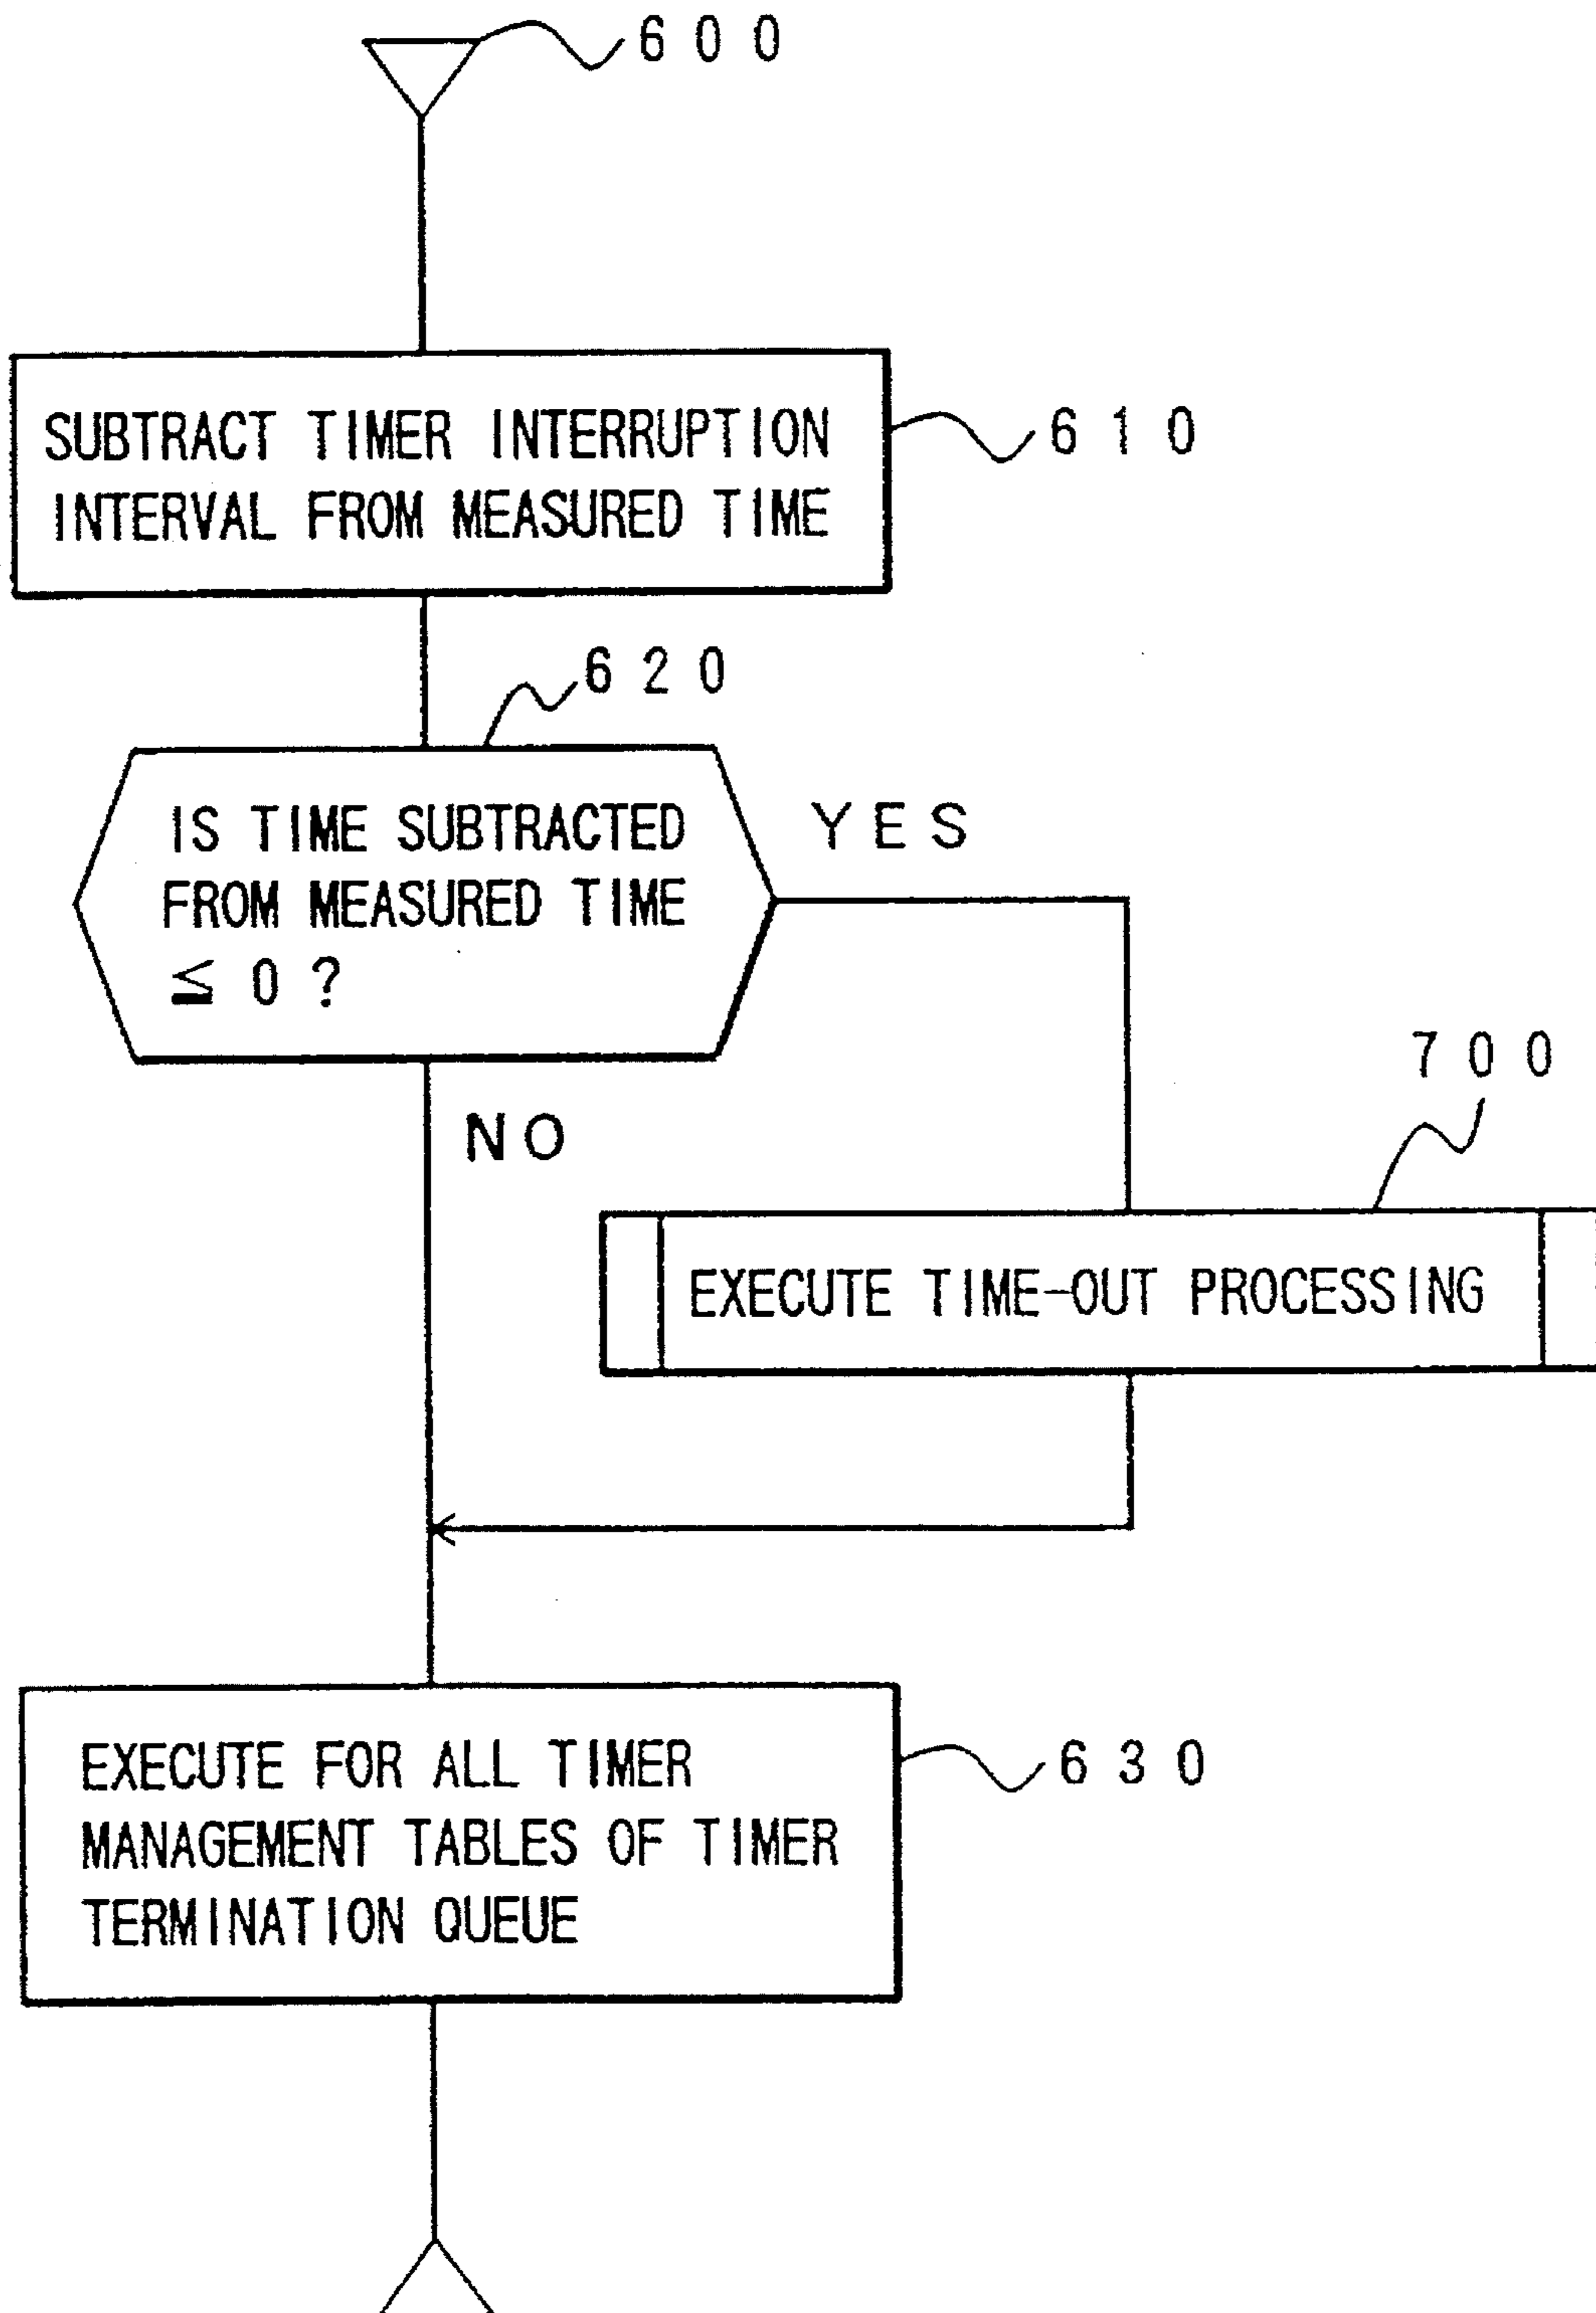 600
SUBTRACT TIMER INTERRUPTION
INTERVAL FROM MEASURED TIME
610
620
IS TIME SUBTRACTED
FROM MEASURED TIME
≦ 0 ?
YES
NO
700
EXECUTE TIME-OUT PROCESSING
EXECUTE FOR ALL TIMER
MANAGEMENT TABLES OF TIMER
TERMINATION QUEUE
630